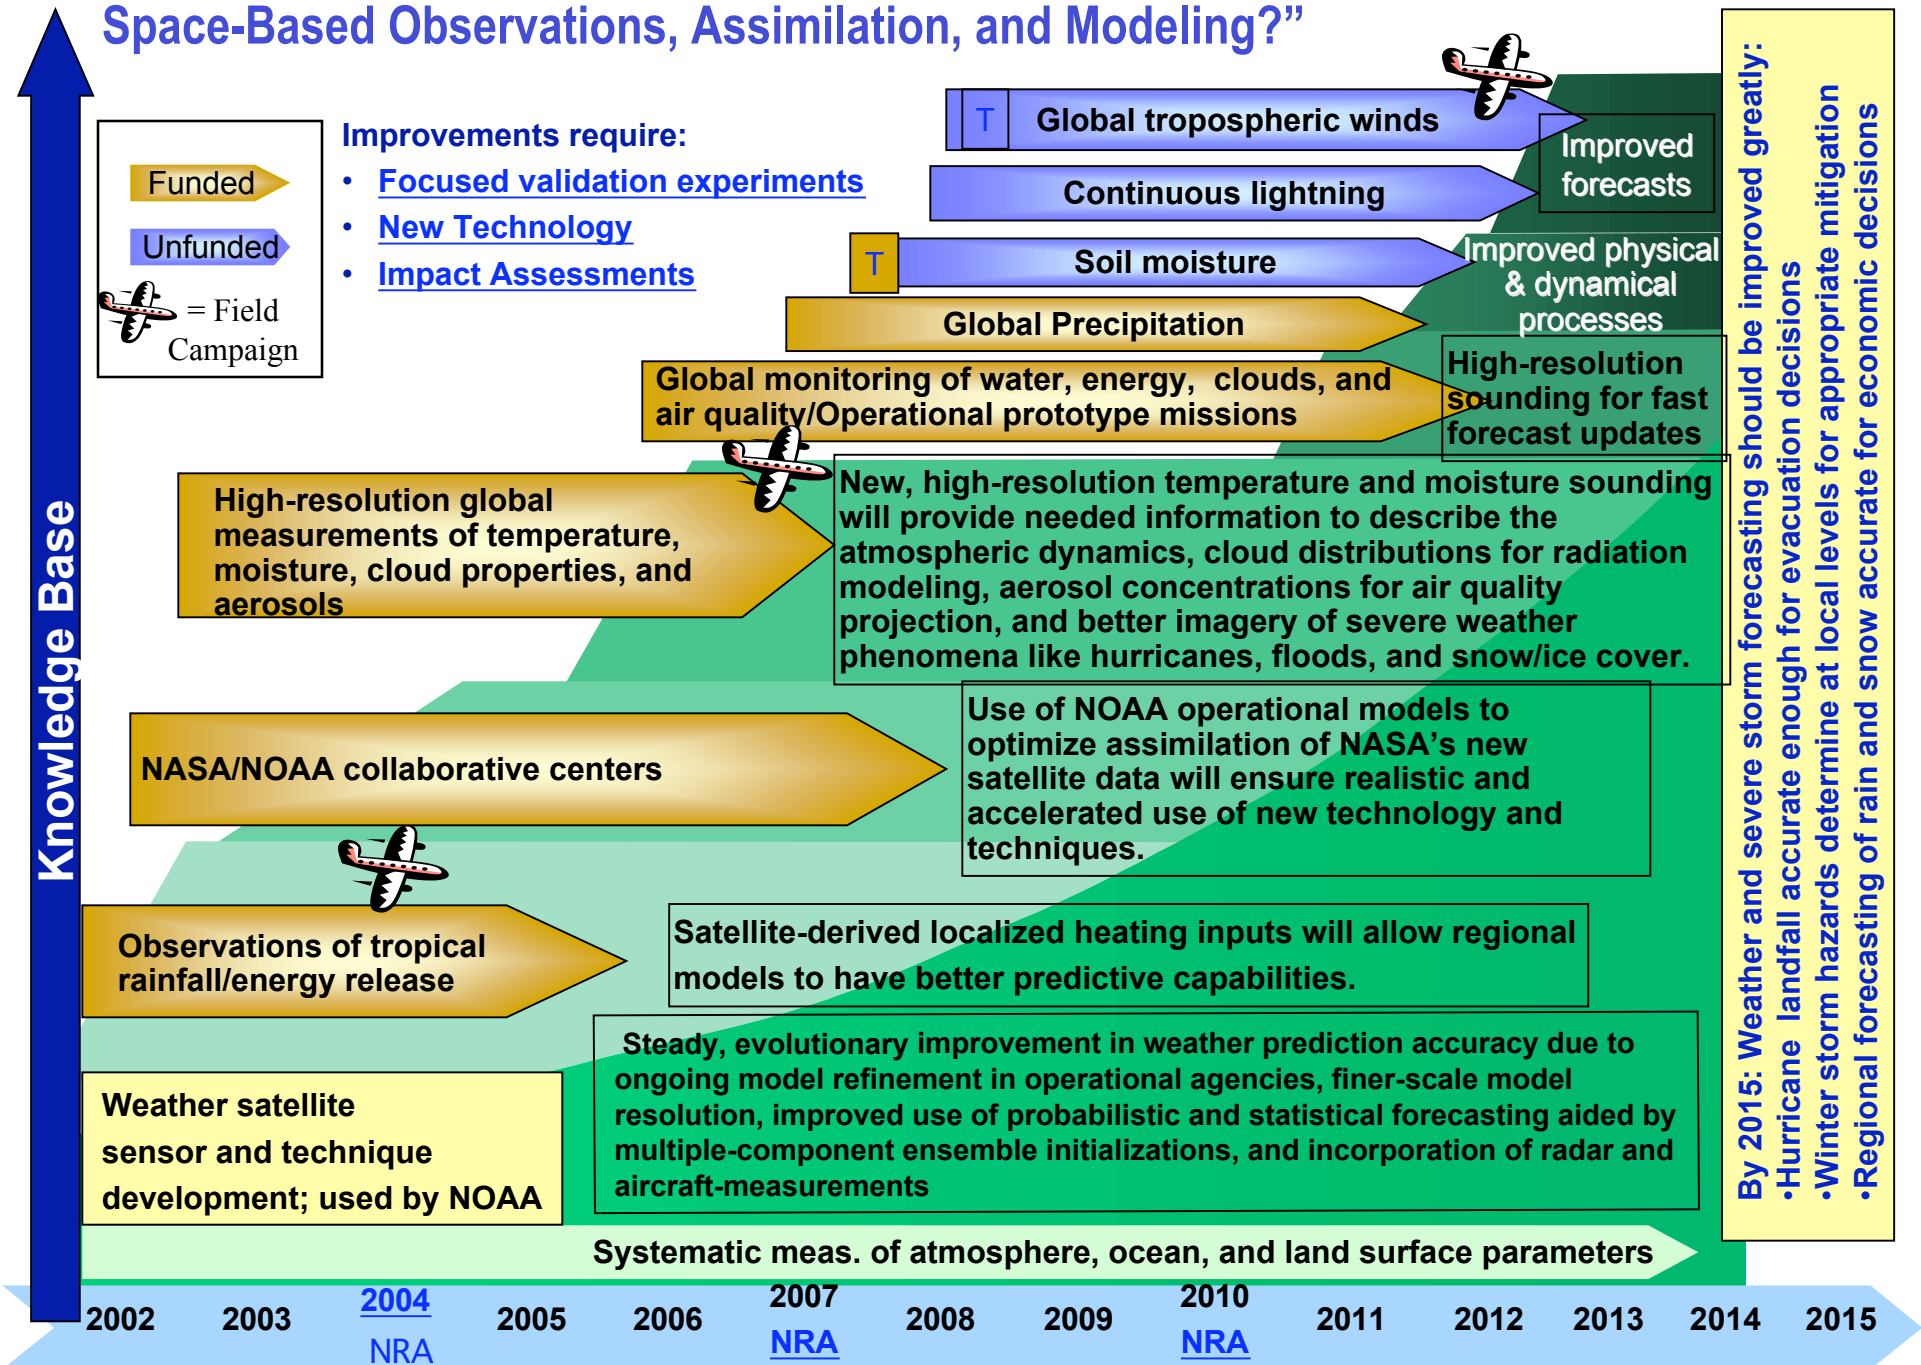 Space-Based Observations, Assimilation, and Modeling?”
Funded
Unfunded
= Field
Campaign
Improvements require:
• Focused validation experiments
• New Technology
• Impact Assessments
T
Global tropospheric winds
Continuous lightning
T
Soil moisture
Global Precipitation
Global monitoring of water, energy, clouds, and
air quality/Operational prototype missions
Improved
forecasts
Improved physical
& dynamical
processes
High-resolution
sounding for fast
forecast updates
High-resolution global
measurements of temperature,
moisture, cloud properties, and
aerosols
New, high-resolution temperature and moisture sounding
will provide needed information to describe the
atmospheric dynamics, cloud distributions for radiation
modeling, aerosol concentrations for air quality
projection, and better imagery of severe weather
phenomena like hurricanes, floods, and snow/ice cover.
NASA/NOAA collaborative centers
Use of NOAA operational models to
optimize assimilation of NASA’s new
satellite data will ensure realistic and
accelerated use of new technology and
techniques.
Observations of tropical
rainfall/energy release
Satellite-derived localized heating inputs will allow regional
models to have better predictive capabilities.
Weather satellite
sensor and technique
development; used by NOAA
Steady, evolutionary improvement in weather prediction accuracy due to
ongoing model refinement in operational agencies, finer-scale model
resolution, improved use of probabilistic and statistical forecasting aided by
multiple-component ensemble initializations, and incorporation of radar and
aircraft-measurements
Systematic meas. of atmosphere, ocean, and land surface parameters
Knowledge Base
By 2015: Weather and severe storm forecasting should be improved greatly:
•Hurricane landfall accurate enough for evacuation decisions
•Winter storm hazards determine at local levels for appropriate mitigation
•Regional forecasting of rain and snow accurate for economic decisions
2002 2003 2004 2005 2006 2007 2008 2009 2010 2011 2012 2013 2014 2015
NRA NRA NRA